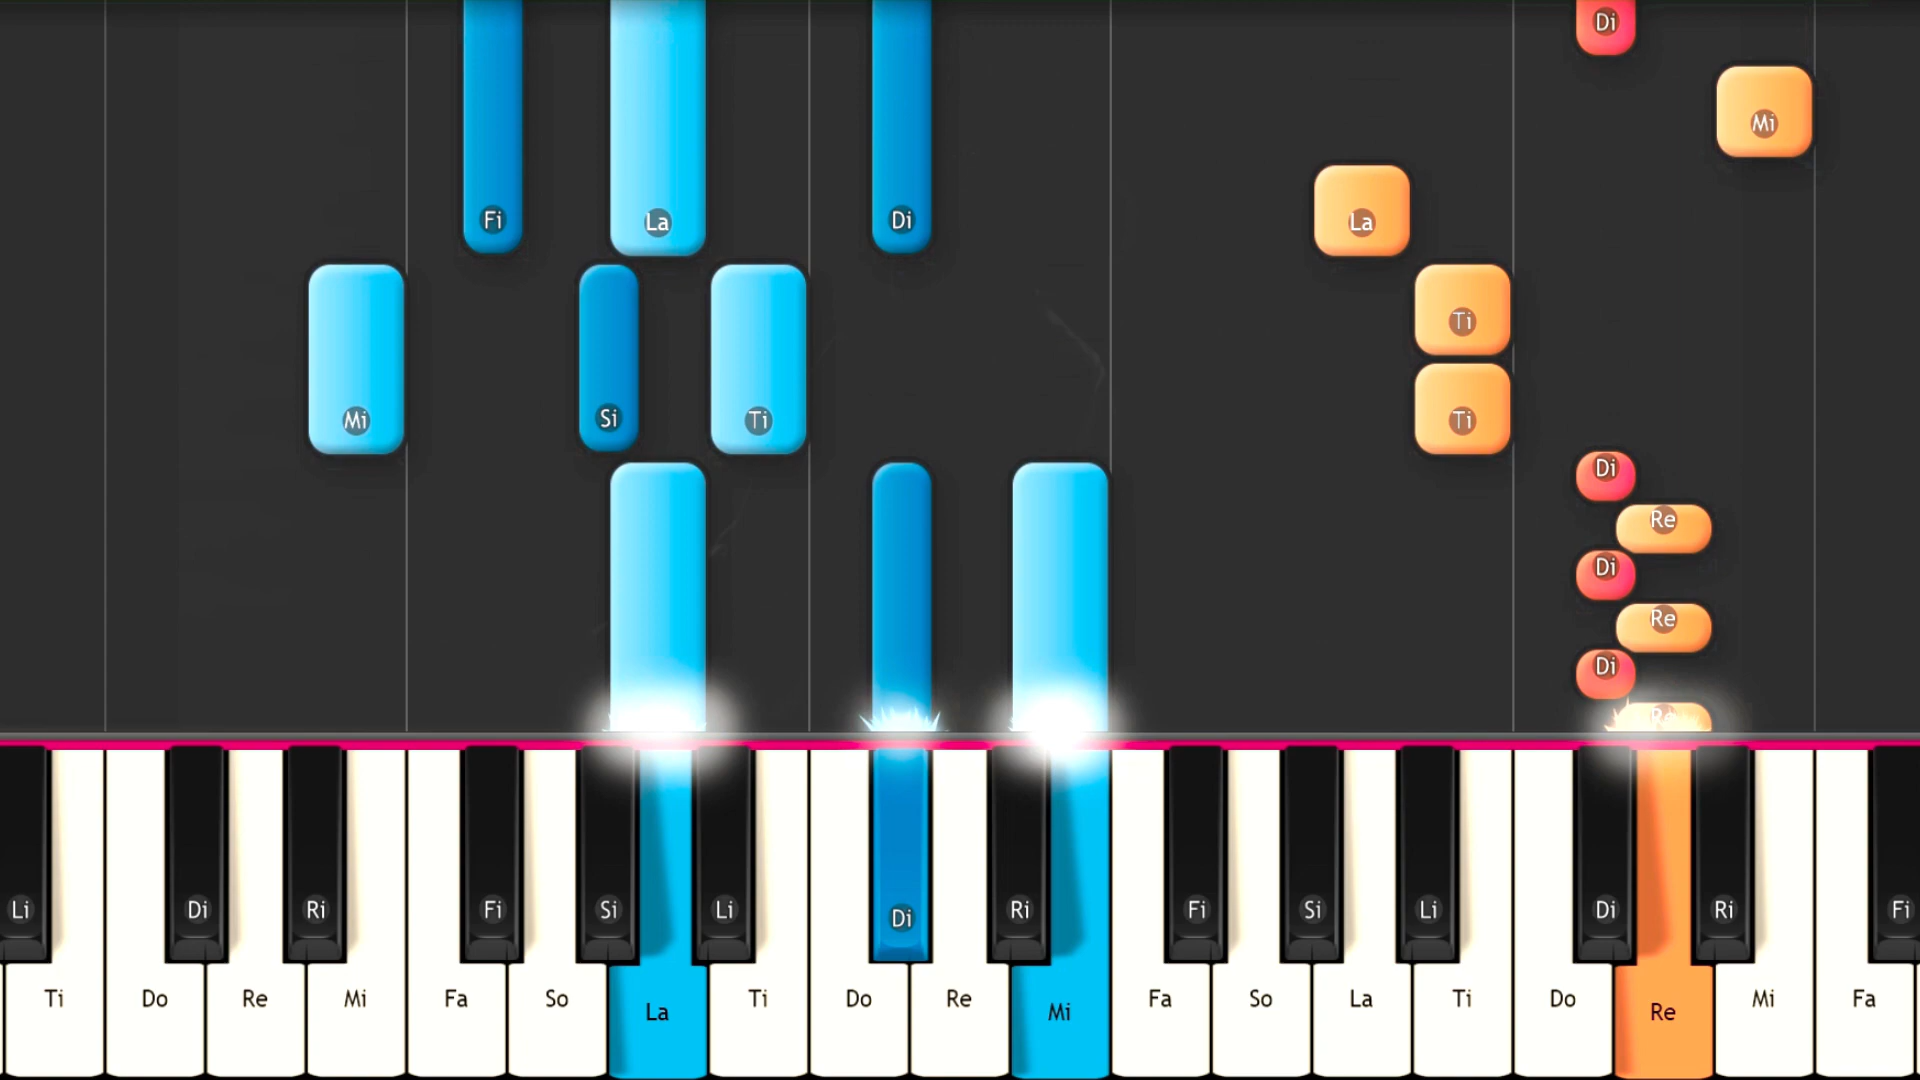 Di
Mi
Fi La Di La
Ti
Mi Si Ti Ti
Di
Re
Di
Re
Di
Re
Li Di Ri Fi Si Li Di Ri Fi Si Li Di Ri Fi
Ti Do Re Mi Fa So La Ti Do Re Mi Fa So La Ti Do Re Mi Fa